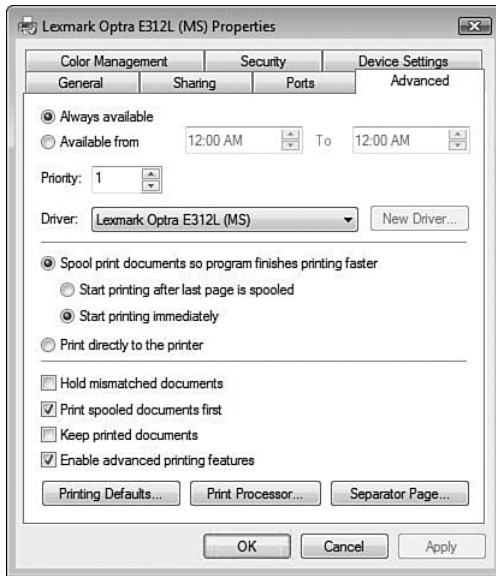 Lexmark Optra E312L (MS) Properties
Color Management Security Device Settings
General Sharing Ports Advanced
Always available
Available from 12:00 AM To 12:00 AM
Priority: 1
Driver: Lexmark Optra E312L (MS) New Driver...
Spool print documents so program finishes printing faster
Start printing after last page is spooled
Start printing immediately
Print directly to the printer
Hold mismatched documents
Print spooled documents first
Keep printed documents
Enable advanced printing features
Printing Defaults... Print Processor... Separator Page...
OK Cancel Apply